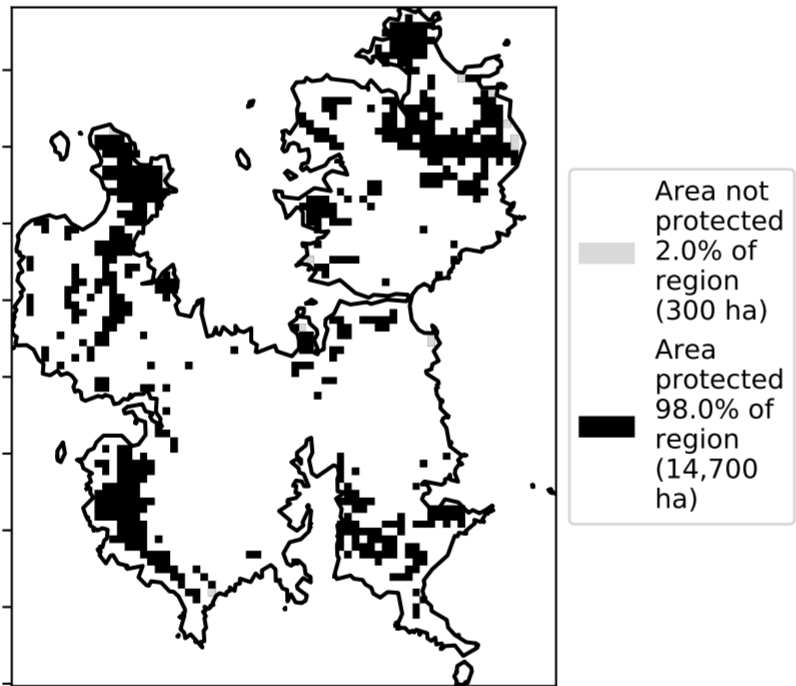 Area not
protected
2.0% of
region
(300 ha)
Area
protected
98.0% of
region
(14,700
ha)